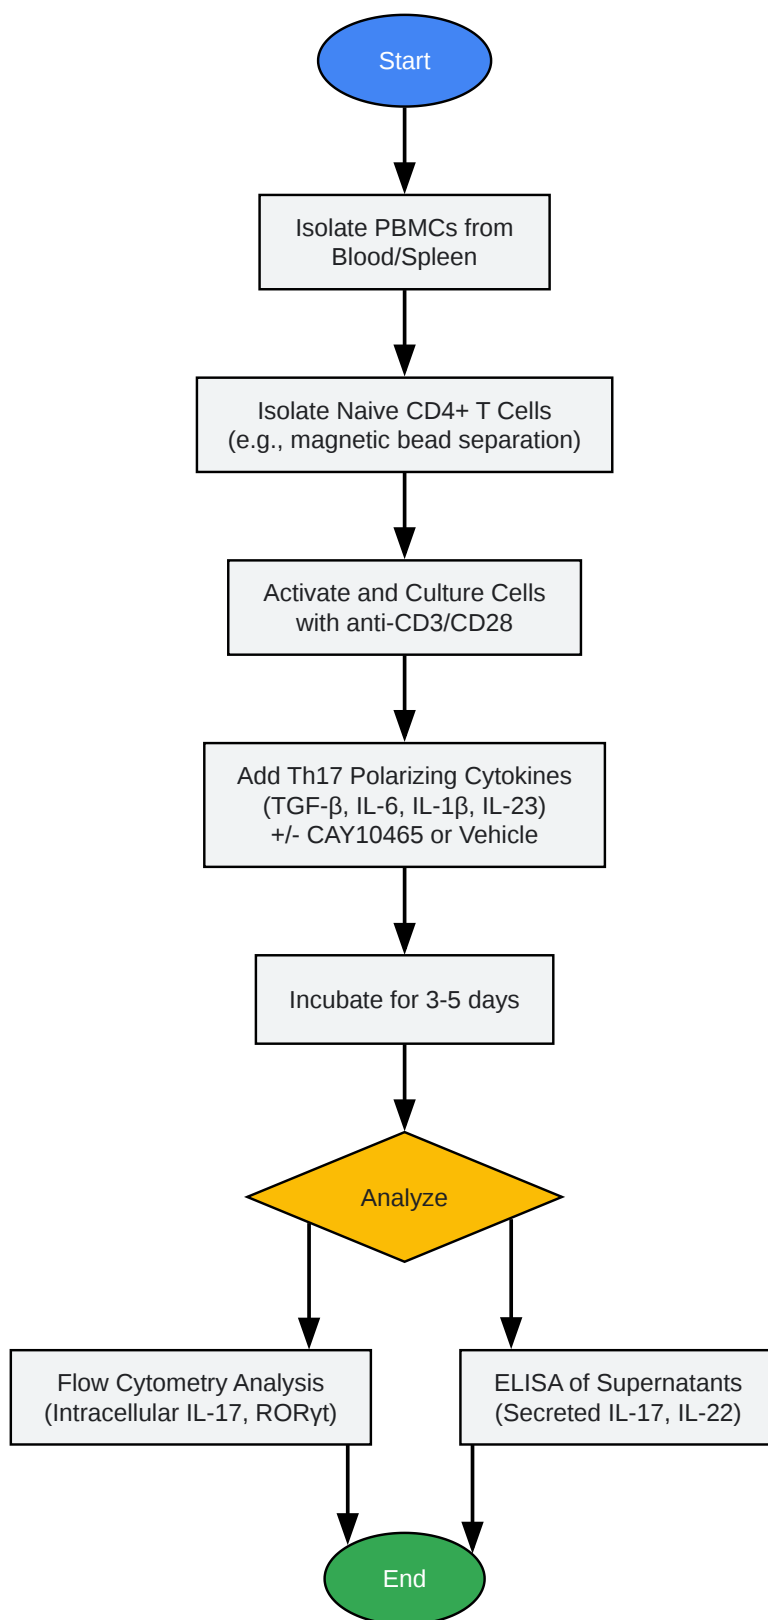 Start
Isolate PBMCs from
Blood/Spleen
Isolate Naive CD4+ T Cells
(e.g., magnetic bead separation)
Activate and Culture Cells
with anti-CD3/CD28
Add Th17 Polarizing Cytokines
(TGF-β, IL-6, IL-1β, IL-23)
+/- CAY10465 or Vehicle
Incubate for 3-5 days
Analyze
Flow Cytometry Analysis
(Intracellular IL-17, RORγt)
ELISA of Supernatants
(Secreted IL-17, IL-22)
End